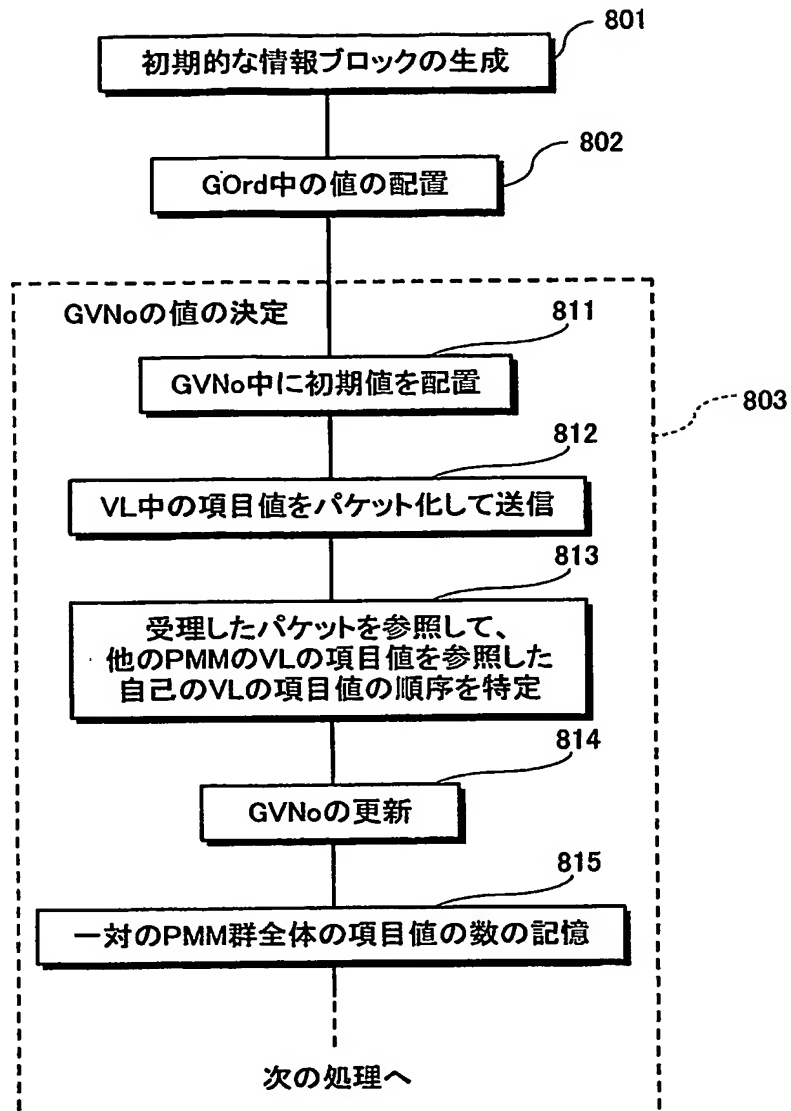 801
初期的な情報ブロックの生成
802
GOrd中の値の配置
GVNoの値の決定
811
GVNo中に初期値を配置
803
812
VL中の項目値をパケット化して送信
813
受理したパケットを参照して、
他のPMMのVLの項目値を参照した
自己のVLの項目値の順序を特定
814
GVNoの更新
815
一対のPMM群全体の項目値の数の記憶
次の処理へ